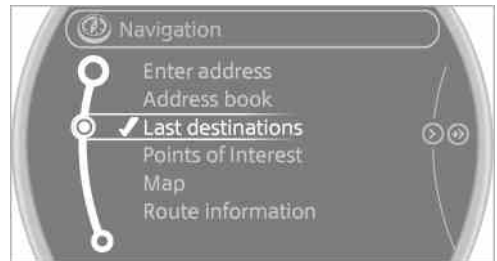 Navigation
Enter address
Address book
Last destinations
Points of Interest
Map
Route information